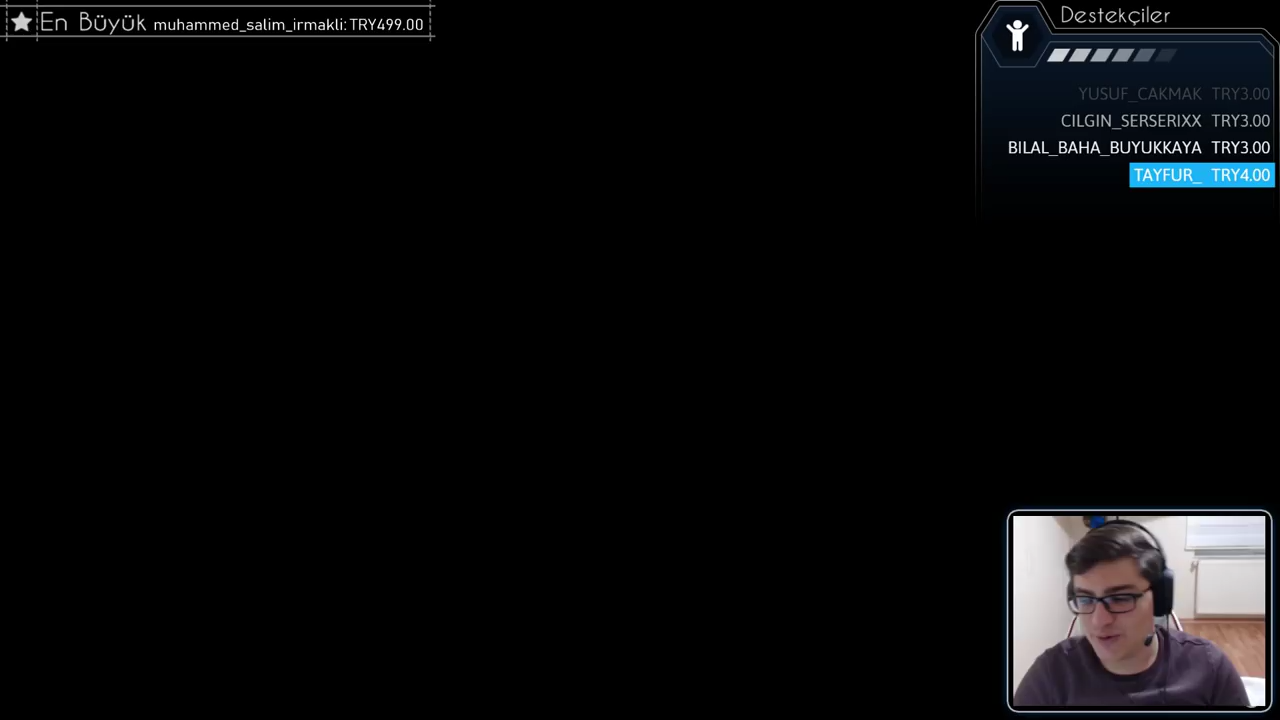 En Büyük muhammed_salim_irmakli: TRY499.00
Destekçiler
YUSUF_CAKMAK TRY3.00
CILGIN_SERSERIXX TRY3.00
BILAL_BAHA_BUYUKKAYA TRY3.00
TAYFUR_ TRY4.00